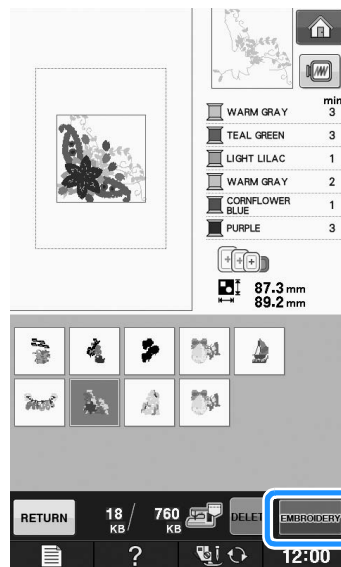 min
WARM GRAY 3
TEAL GREEN 3
LIGHT LILAC 1
WARM GRAY 2
CORNFLOWER
BLUE 1
PURPLE 3
87.3 mm
89.2 mm
RETURN
18 KB / 760 KB
DELET
EMBROIDERY
?
12:00